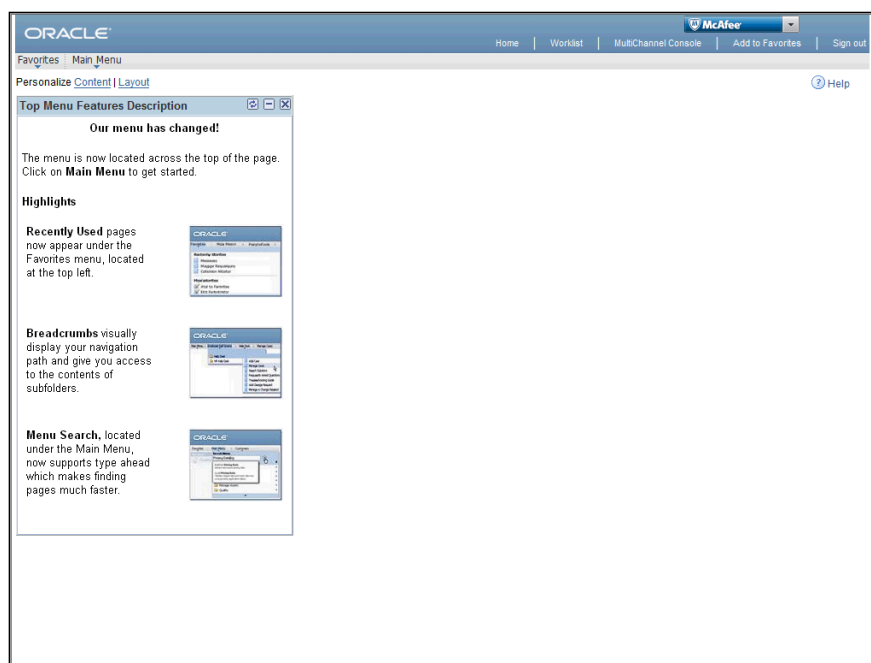 ORACLE
McAfee
Home | Worklist | MultiChannel Console | Add to Favorites | Sign out
Favorites | Main Menu
Personalize Content | Layout
Help
Top Menu Features Description
Our menu has changed!
The menu is now located across the top of the page.
Click on Main Menu to get started.
Highlights
Recently Used pages
now appear under the
Favorites menu, located
at the top left.
ORACLE
Breadcrumbs visually
display your navigation
path and give you access
to the contents of
subfolders.
ORACLE
Menu Search, located
under the Main Menu,
now supports type ahead
which makes finding
pages much faster.
ORACLE